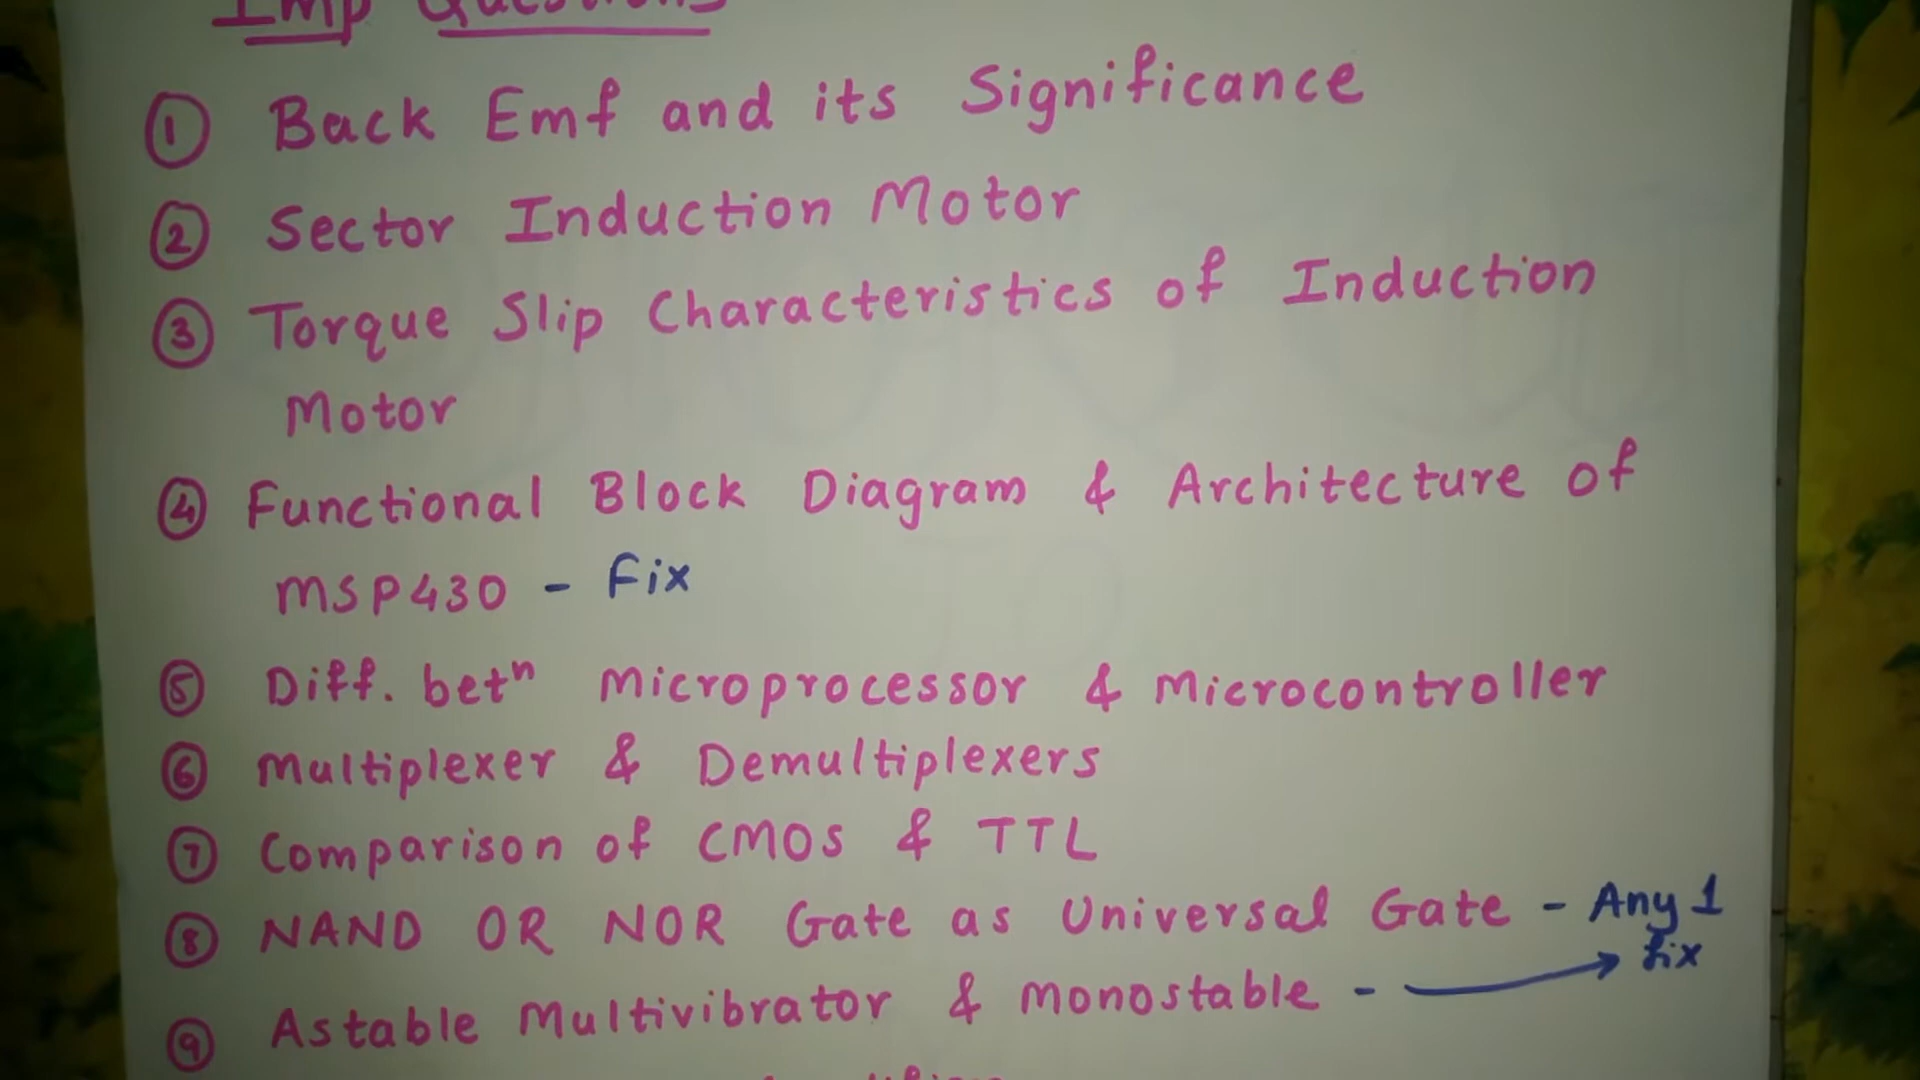 Imp Questions
① Back Emf and its Significance
② Sector Induction Motor
③ Torque Slip Characteristics of Induction
Motor
④ Functional Block Diagram & Architecture of
MSP430 - Fix
⑤ Diff. betⁿ Microprocessor & Microcontroller
⑥ Multiplexer & Demultiplexers
⑦ Comparison of CMOS & TTL
⑧ NAND OR NOR Gate as Universal Gate - Any 1
fix
⑨ Astable Multivibrator & Monostable - →